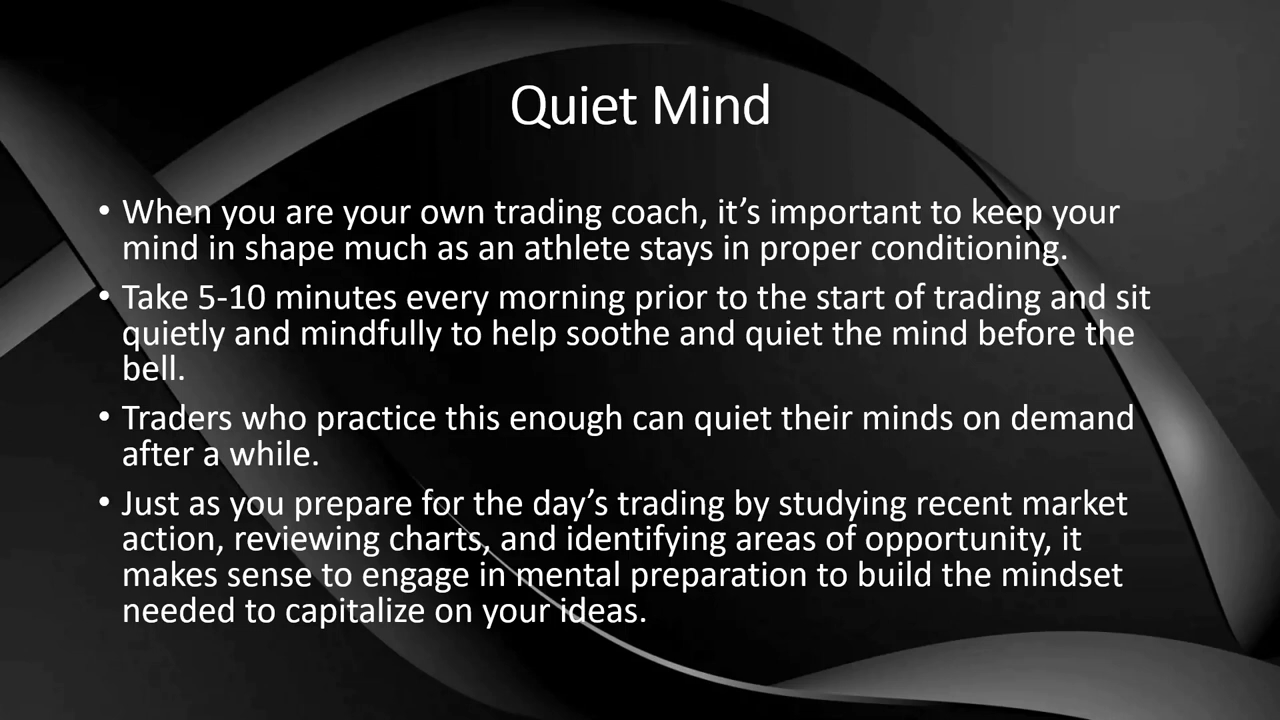 Quiet Mind
• When you are your own trading coach, it’s important to keep your
mind in shape much as an athlete stays in proper conditioning.
• Take 5-10 minutes every morning prior to the start of trading and sit
quietly and mindfully to help soothe and quiet the mind before the
bell.
• Traders who practice this enough can quiet their minds on demand
after a while.
• Just as you prepare for the day’s trading by studying recent market
action, reviewing charts, and identifying areas of opportunity, it
makes sense to engage in mental preparation to build the mindset
needed to capitalize on your ideas.